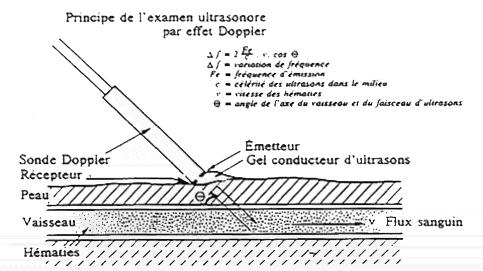 Principe de l'examen ultrasonore
par effet Doppler
Δf = 2 Fe/c . v. cos Θ
Δf = variation de fréquence
Fe = fréquence d'émission
c = célérité des ultrasons dans le milieu
v = vitesse des hématies
Θ = angle de l'axe du vaisseau et du faisceau d'ultrasons
Émetteur
Gel conducteur d'ultrasons
Sonde Doppler
Récepteur
Peau
Θ
Vaisseau
v Flux sanguin
Hématies